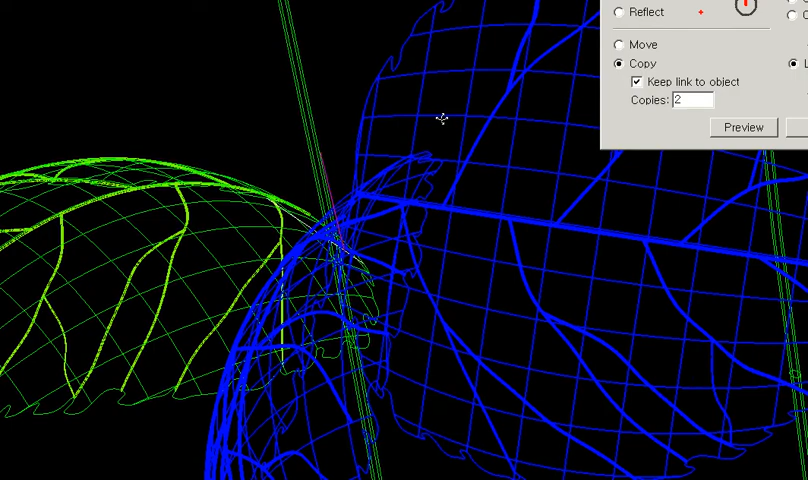 Reflect
Move
Copy
Keep link to object
Copies: 2
Preview